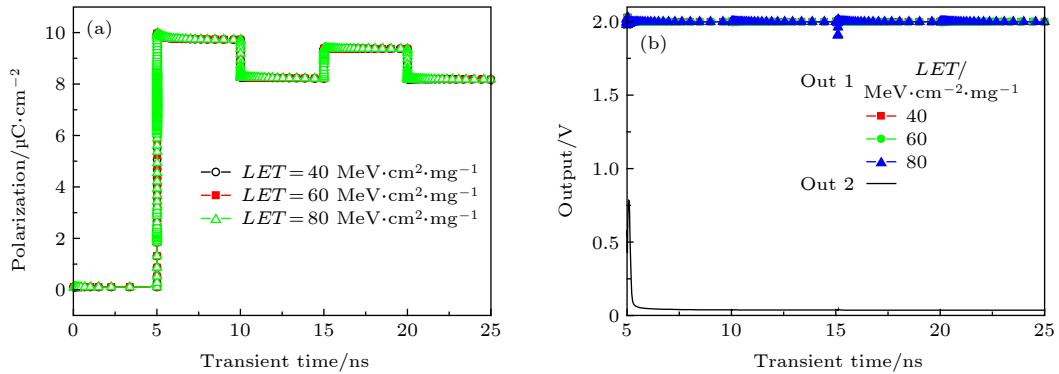 (a)
10
8
6
4
2
0
Polarization/μC·cm⁻²
LET=40 MeV·cm²·mg⁻¹
LET=60 MeV·cm²·mg⁻¹
LET=80 MeV·cm²·mg⁻¹
0 5 10 15 20 25
Transient time/ns
(b)
2.0
1.5
1.0
0.5
0
Output/V
Out 1
LET/
MeV·cm⁻²·mg⁻¹
40
60
80
Out 2
5 10 15 20 25
Transient time/ns